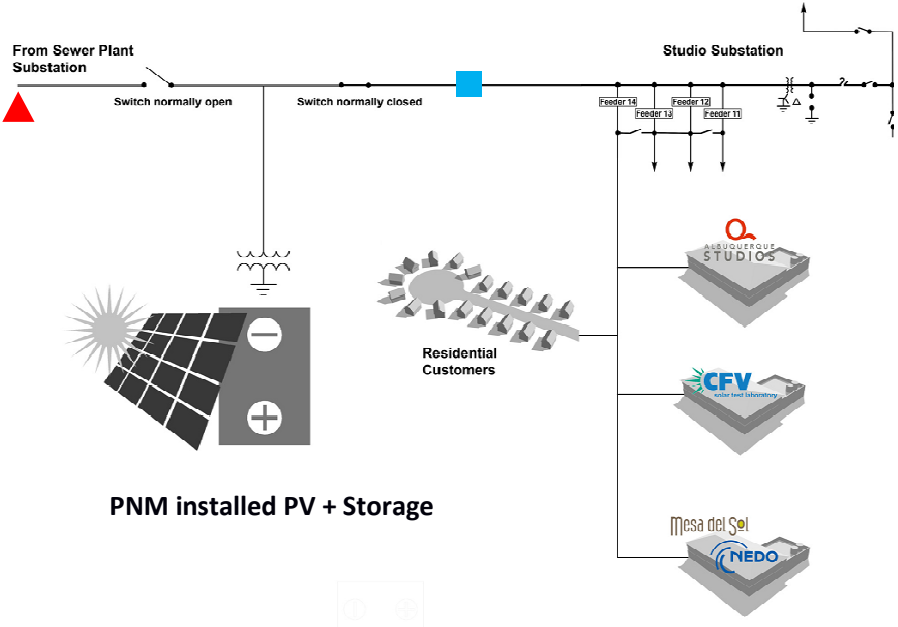 From Sewer Plant
Substation
Studio Substation
Switch normally open
Switch normally closed
Feeder 14
Feeder 12
Feeder 13
Feeder 11
ALBUQUERQUE
STUDIOS
Residential
Customers
CFV
solar test laboratory
PNM installed PV + Storage
Mesa del Sol
NEDO